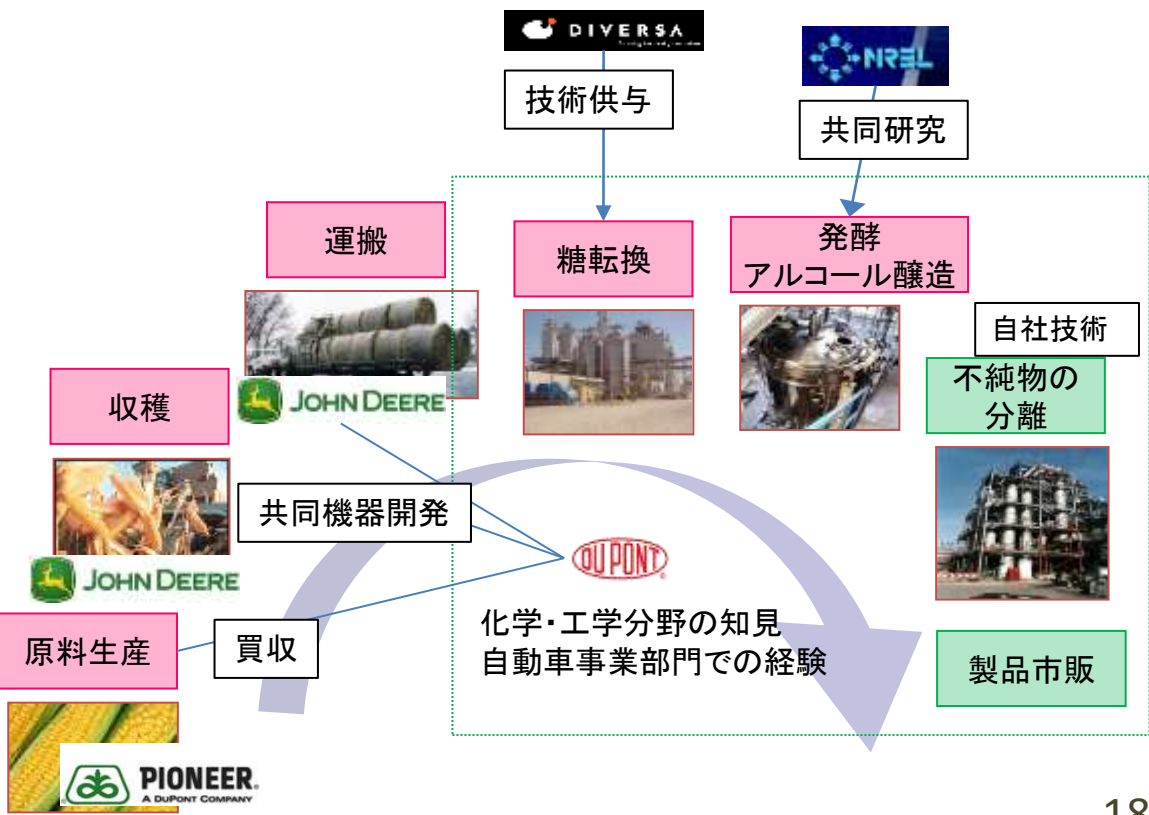 DIVERSA
NREL
技術供与
共同研究
運搬
糖転換
発酵
アルコール醸造
自社技術
不純物の
分離
JOHN DEERE
収穫
共同機器開発
DU PONT
JOHN DEERE
化学・工学分野の知見
自動車事業部門での経験
原料生産
買収
製品市販
PIONEER.
A DUPONT COMPANY
18